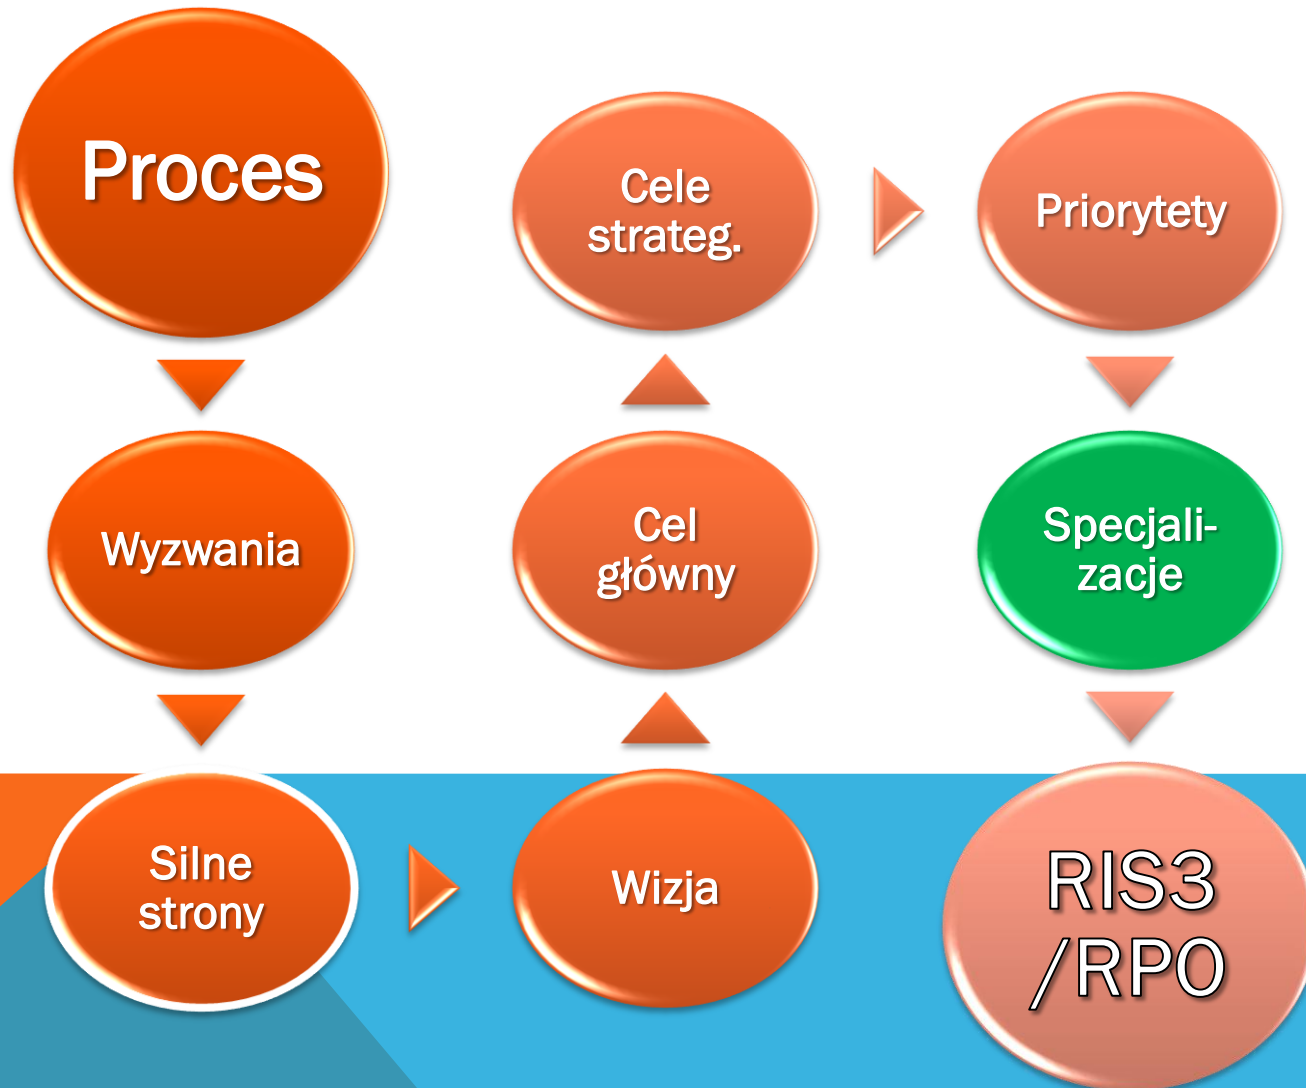 Proces
Wyzwania
Silne
strony
Wizja
Cel
główny
Cele
strateg.
Priorytety
Specjali-
zacje
RIS3
/RPO